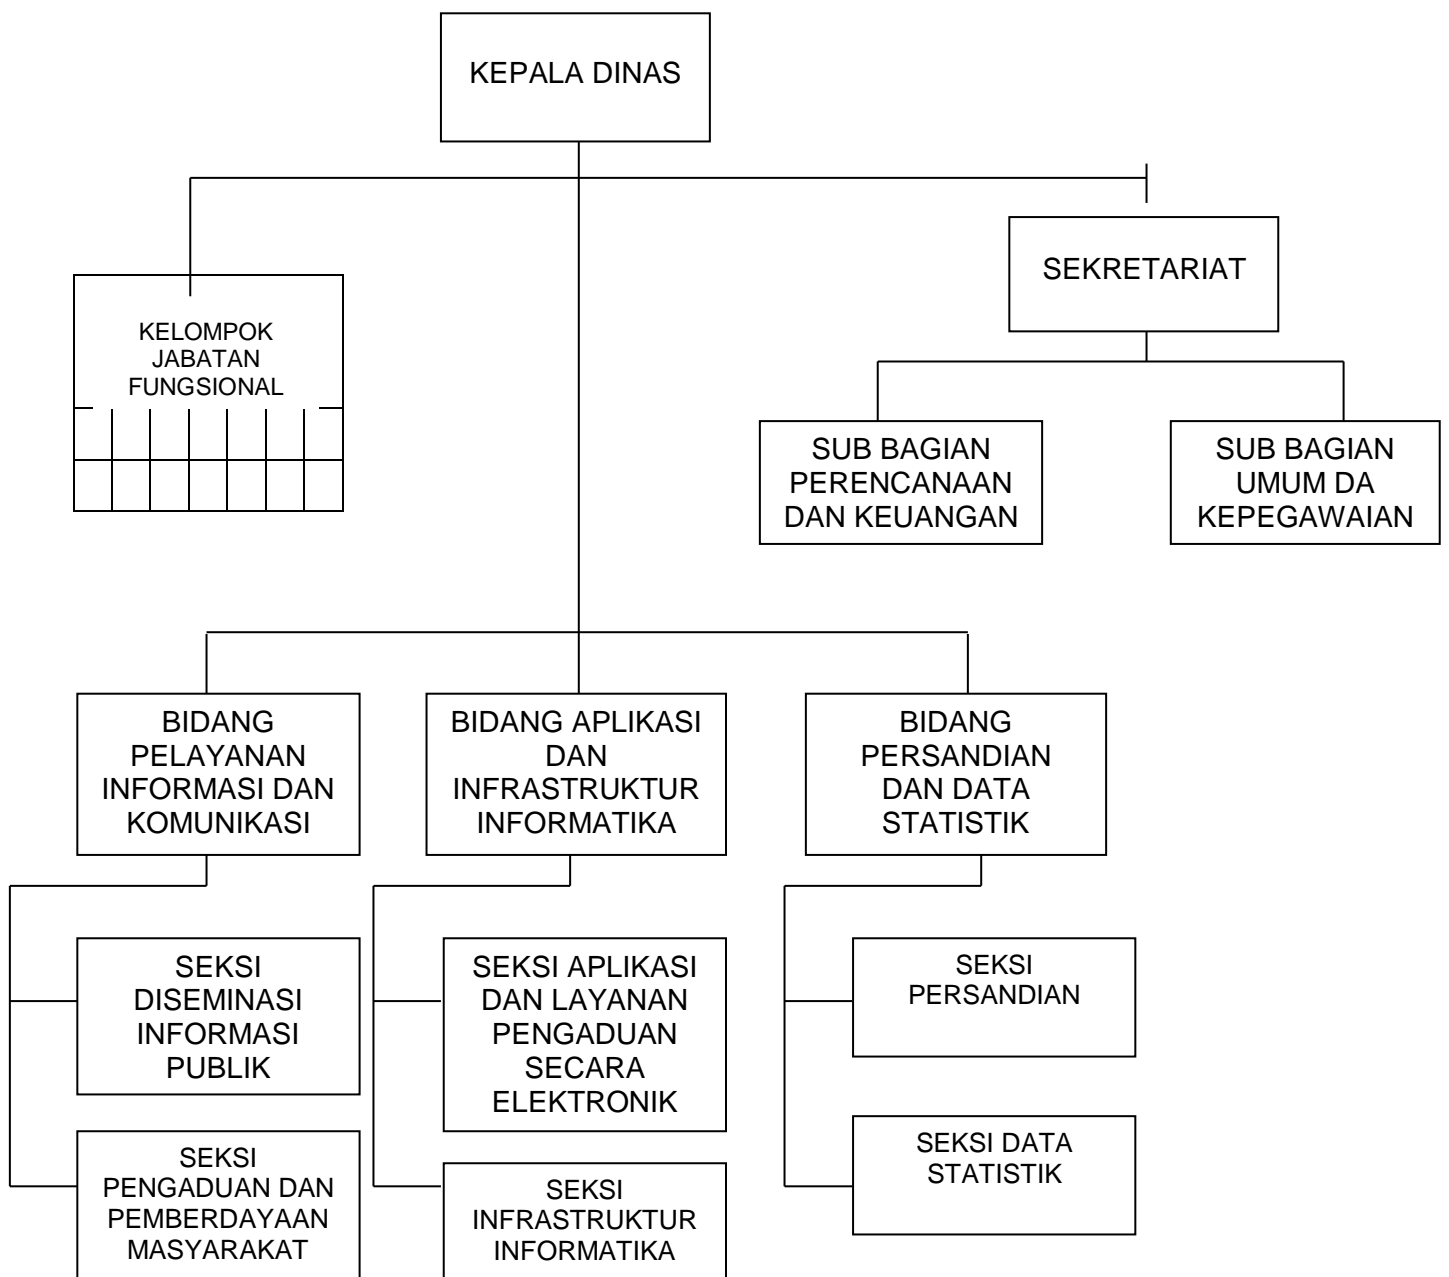 KEPALA DINAS
SEKRETARIAT
KELOMPOK
JABATAN
FUNGSIONAL
SUB BAGIAN
PERENCANAAN
DAN KEUANGAN
SUB BAGIAN
UMUM DA
KEPEGAWAIAN
BIDANG
PELAYANAN
INFORMASI DAN
KOMUNIKASI
BIDANG APLIKASI
DAN
INFRASTRUKTUR
INFORMATIKA
BIDANG
PERSANDIAN
DAN DATA
STATISTIK
SEKSI
DISEMINASI
INFORMASI
PUBLIK
SEKSI APLIKASI
DAN LAYANAN
PENGADUAN
SECARA
ELEKTRONIK
SEKSI
PERSANDIAN
SEKSI
PENGADUAN DAN
PEMBERDAYAAN
MASYARAKAT
SEKSI
INFRASTRUKTUR
INFORMATIKA
SEKSI DATA
STATISTIK